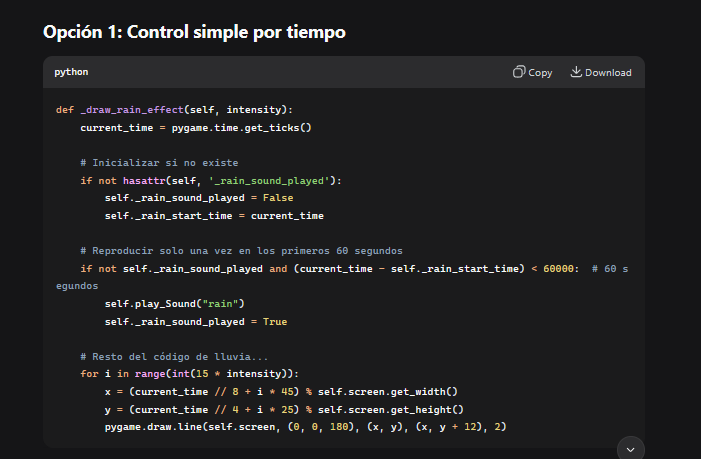 Opción 1: Control simple por tiempo
python Copy Download
def _draw_rain_effect(self, intensity):
    current_time = pygame.time.get_ticks()

    # Inicializar si no existe
    if not hasattr(self, '_rain_sound_played'):
        self._rain_sound_played = False
        self._rain_start_time = current_time

    # Reproducir solo una vez en los primeros 60 segundos
    if not self._rain_sound_played and (current_time - self._rain_start_time) < 60000:  # 60 s
egundos
        self.play_Sound("rain")
        self._rain_sound_played = True

    # Resto del código de lluvia...
    for i in range(int(15 * intensity)):
        x = (current_time // 8 + i * 45) % self.screen.get_width()
        y = (current_time // 4 + i * 25) % self.screen.get_height()
        pygame.draw.line(self.screen, (0, 0, 180), (x, y), (x, y + 12), 2)